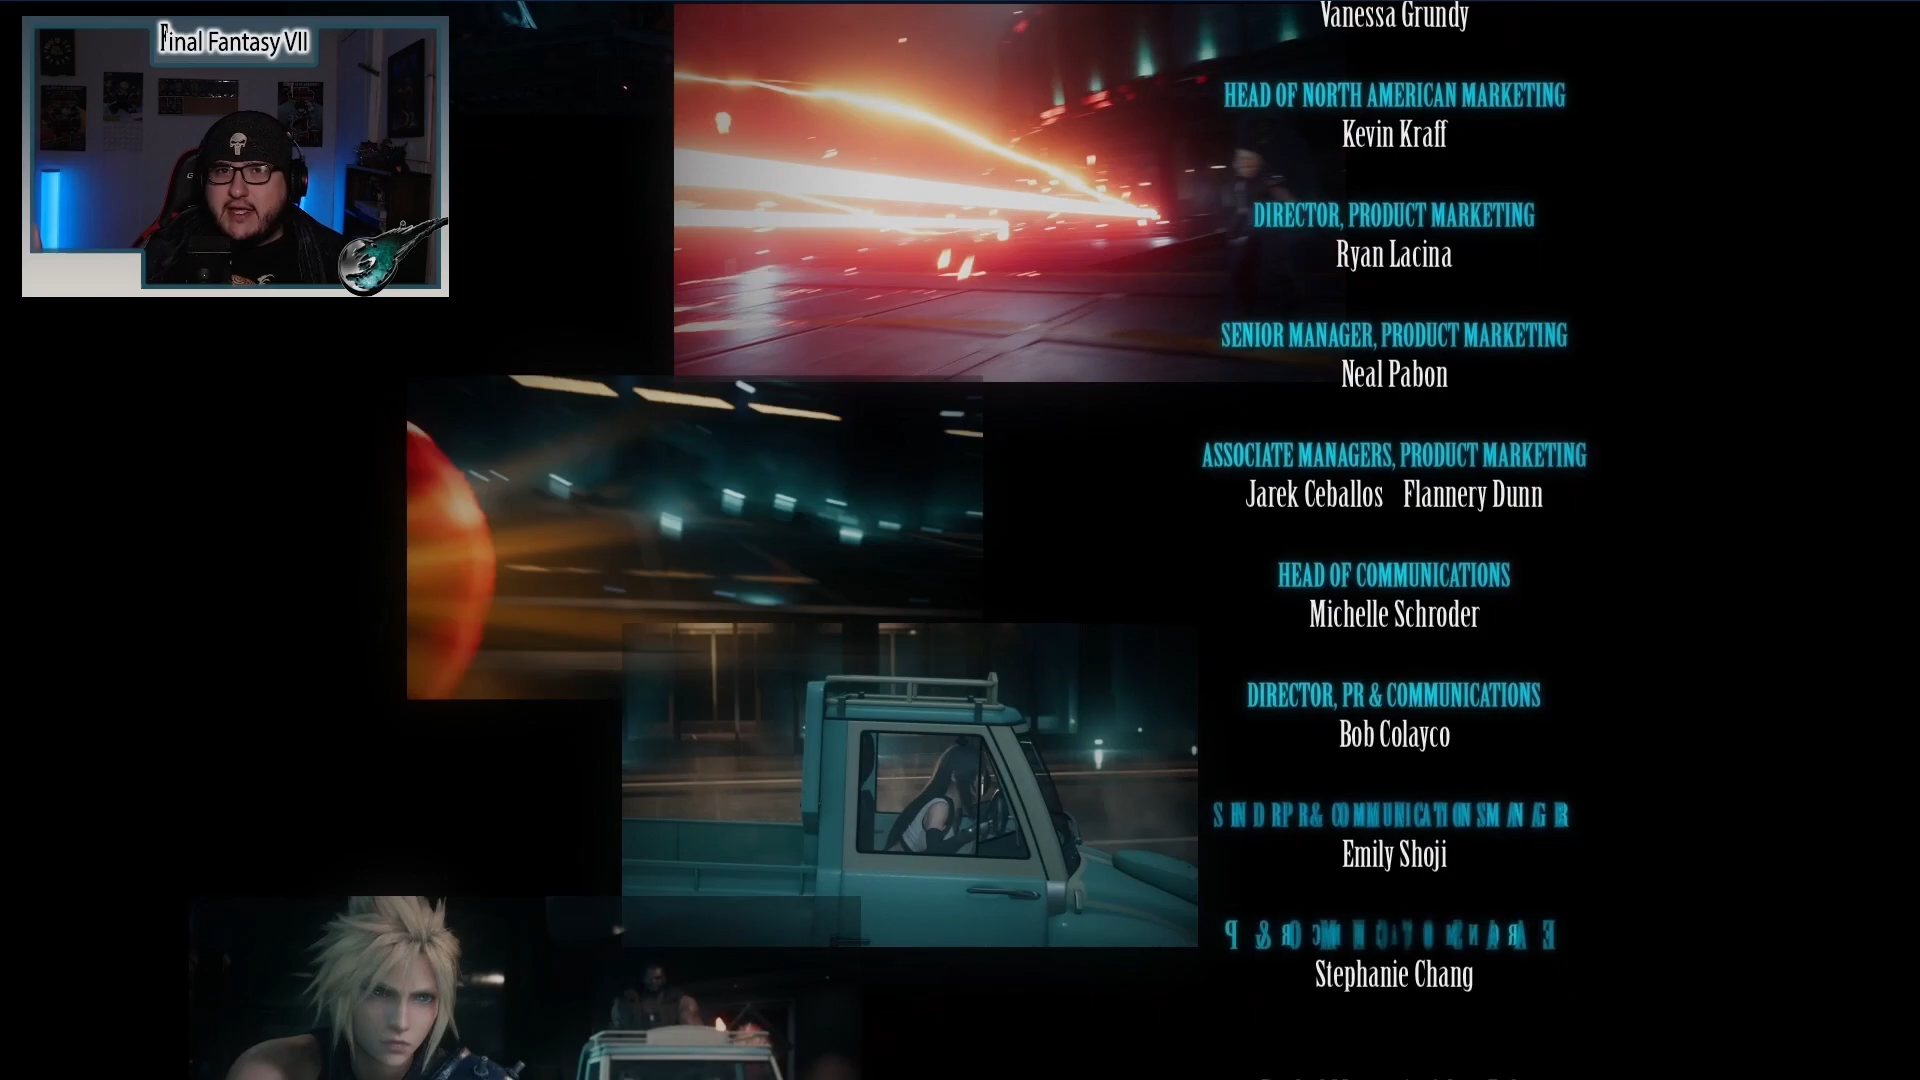 Final Fantasy VII
Vanessa Grundy
HEAD OF NORTH AMERICAN MARKETING
Kevin Kraff
DIRECTOR, PRODUCT MARKETING
Ryan Lacina
SENIOR MANAGER, PRODUCT MARKETING
Neal Pabon
ASSOCIATE MANAGERS, PRODUCT MARKETING
Jarek Ceballos Flannery Dunn
HEAD OF COMMUNICATIONS
Michelle Schroder
DIRECTOR, PR & COMMUNICATIONS
Bob Colayco
Emily Shoji
Stephanie Chang